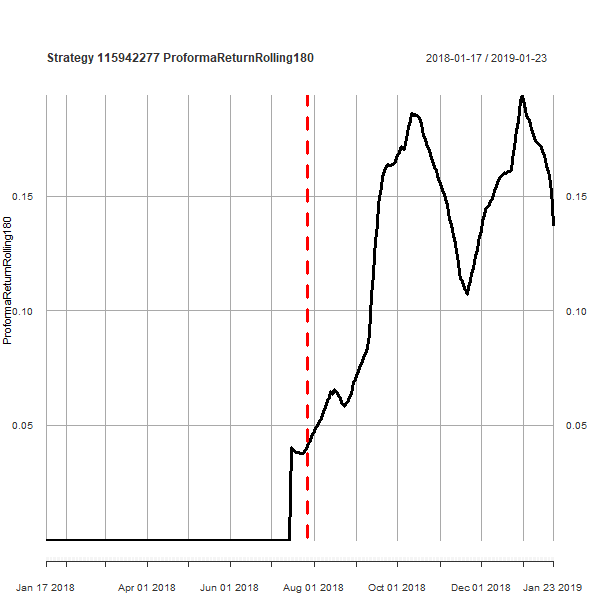 Strategy 115942277 ProformaReturnRolling180
2018-01-17 / 2019-01-23
ProformaReturnRolling180
0.15
0.10
0.05
0.15
0.10
0.05
Jan 17 2018
Apr 01 2018
Jun 01 2018
Aug 01 2018
Oct 01 2018
Dec 01 2018
Jan 23 2019